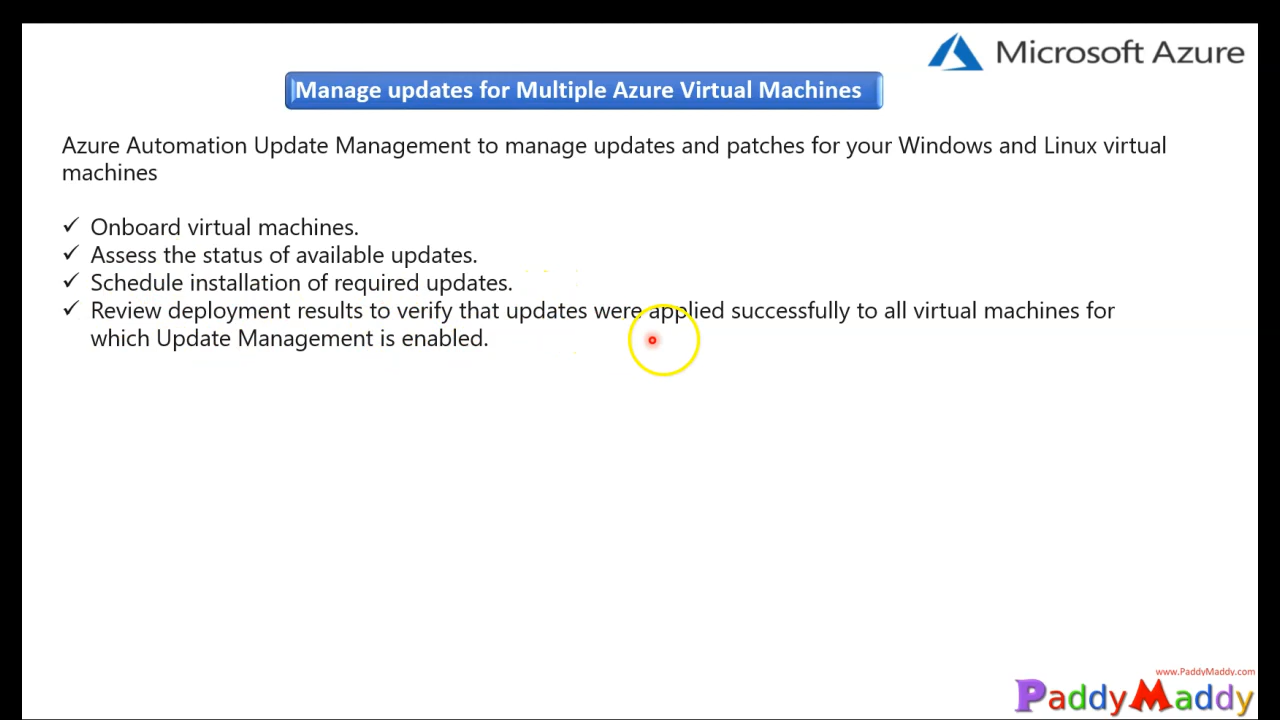 Microsoft Azure
Manage updates for Multiple Azure Virtual Machines
Azure Automation Update Management to manage updates and patches for your Windows and Linux virtual
machines
✓ Onboard virtual machines.
✓ Assess the status of available updates.
✓ Schedule installation of required updates.
✓ Review deployment results to verify that updates were applied successfully to all virtual machines for
which Update Management is enabled.
www.PaddyMaddy.com
PaddyMaddy